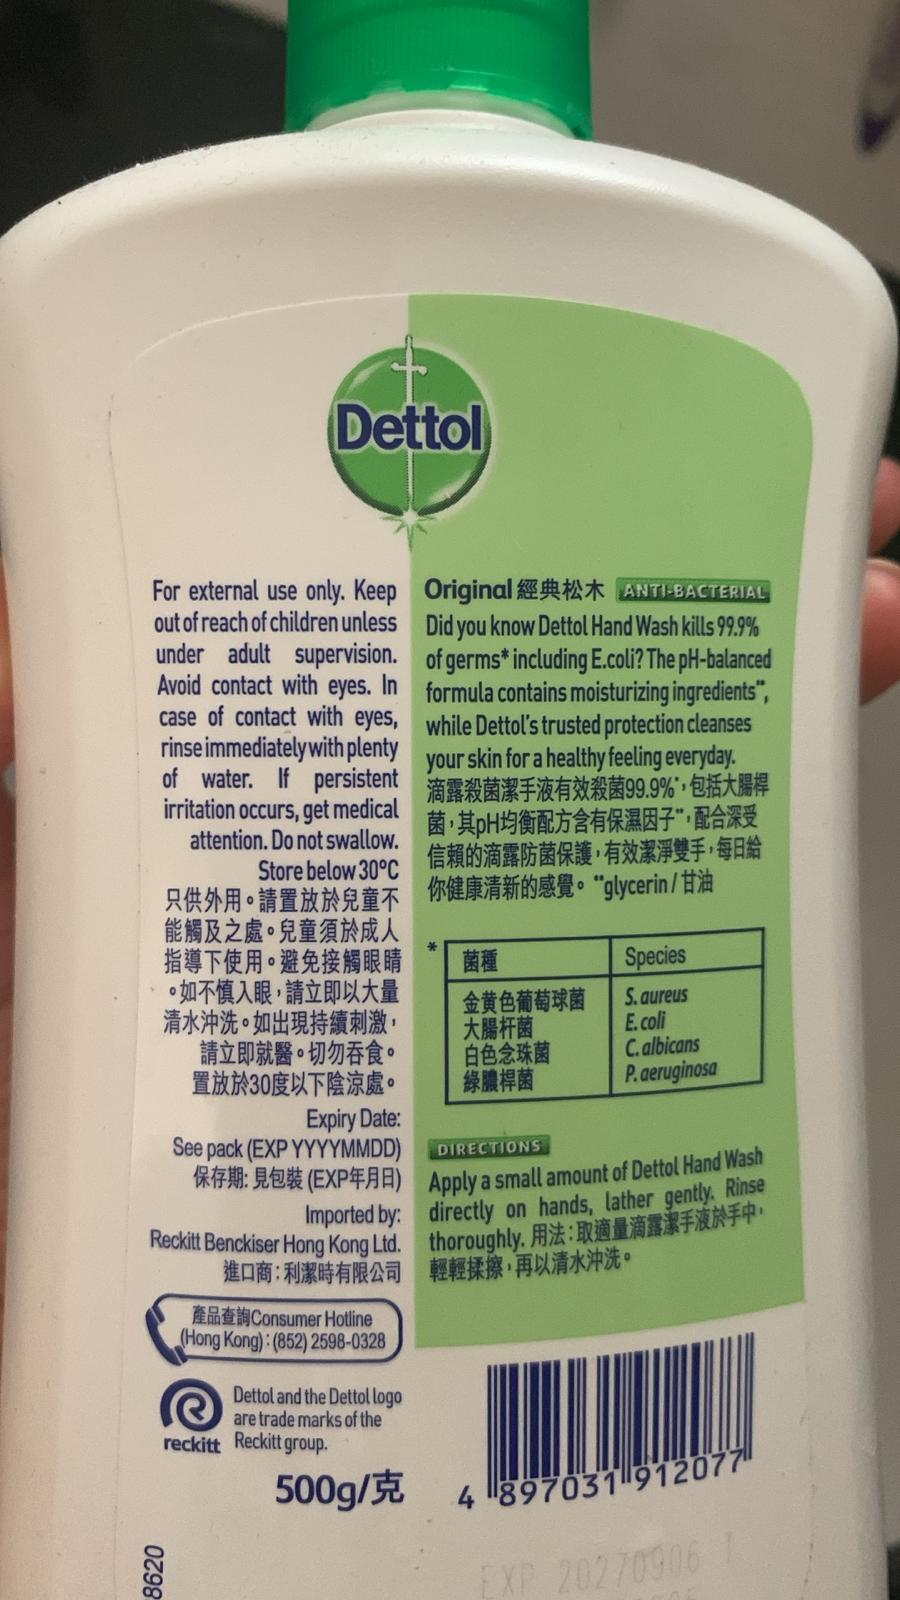 Dettol
For external use only. Keep
out of reach of children unless
under adult supervision.
Avoid contact with eyes. In
case of contact with eyes,
rinse immediately with plenty
of water. If persistent
irritation occurs, get medical
attention. Do not swallow.
Store below 30°C
只供外用。請置放於兒童不
能觸及之處。兒童須於成人
指導下使用。避免接觸眼睛
。如不慎入眼，請立即以大量
清水沖洗。如出現持續刺激，
請立即就醫。切勿吞食。
置放於30度以下陰涼處。
Expiry Date:
See pack (EXP YYYYMMDD)
保存期: 見包裝 (EXP年月日)
Imported by:
Reckitt Benckiser Hong Kong Ltd.
進口商：利潔時有限公司
產品查詢Consumer Hotline
(Hong Kong) : (852) 2598-0328
Dettol and the Dettol logo
are trade marks of the
Reckitt group.
reckitt
500g/克
8620
Original 經典松木 ANTI-BACTERIAL
Did you know Dettol Hand Wash kills 99.9%
of germs* including E.coli? The pH-balanced
formula contains moisturizing ingredients**,
while Dettol's trusted protection cleanses
your skin for a healthy feeling everyday.
滴露殺菌潔手液有效殺菌99.9%*，包括大腸桿
菌，其pH均衡配方含有保濕因子**，配合深受
信賴的滴露防菌保護，有效潔淨雙手，每日給
你健康清新的感覺。 **glycerin / 甘油
* 菌種 Species
金黃色葡萄球菌 S. aureus
大腸杆菌 E. coli
白色念珠菌 C. albicans
綠膿桿菌 P. aeruginosa
DIRECTIONS
Apply a small amount of Dettol Hand Wash
directly on hands, lather gently. Rinse
thoroughly. 用法：取適量滴露潔手液於手中，
輕輕揉擦，再以清水沖洗。
4 897031 912077
EXP 20270906 T